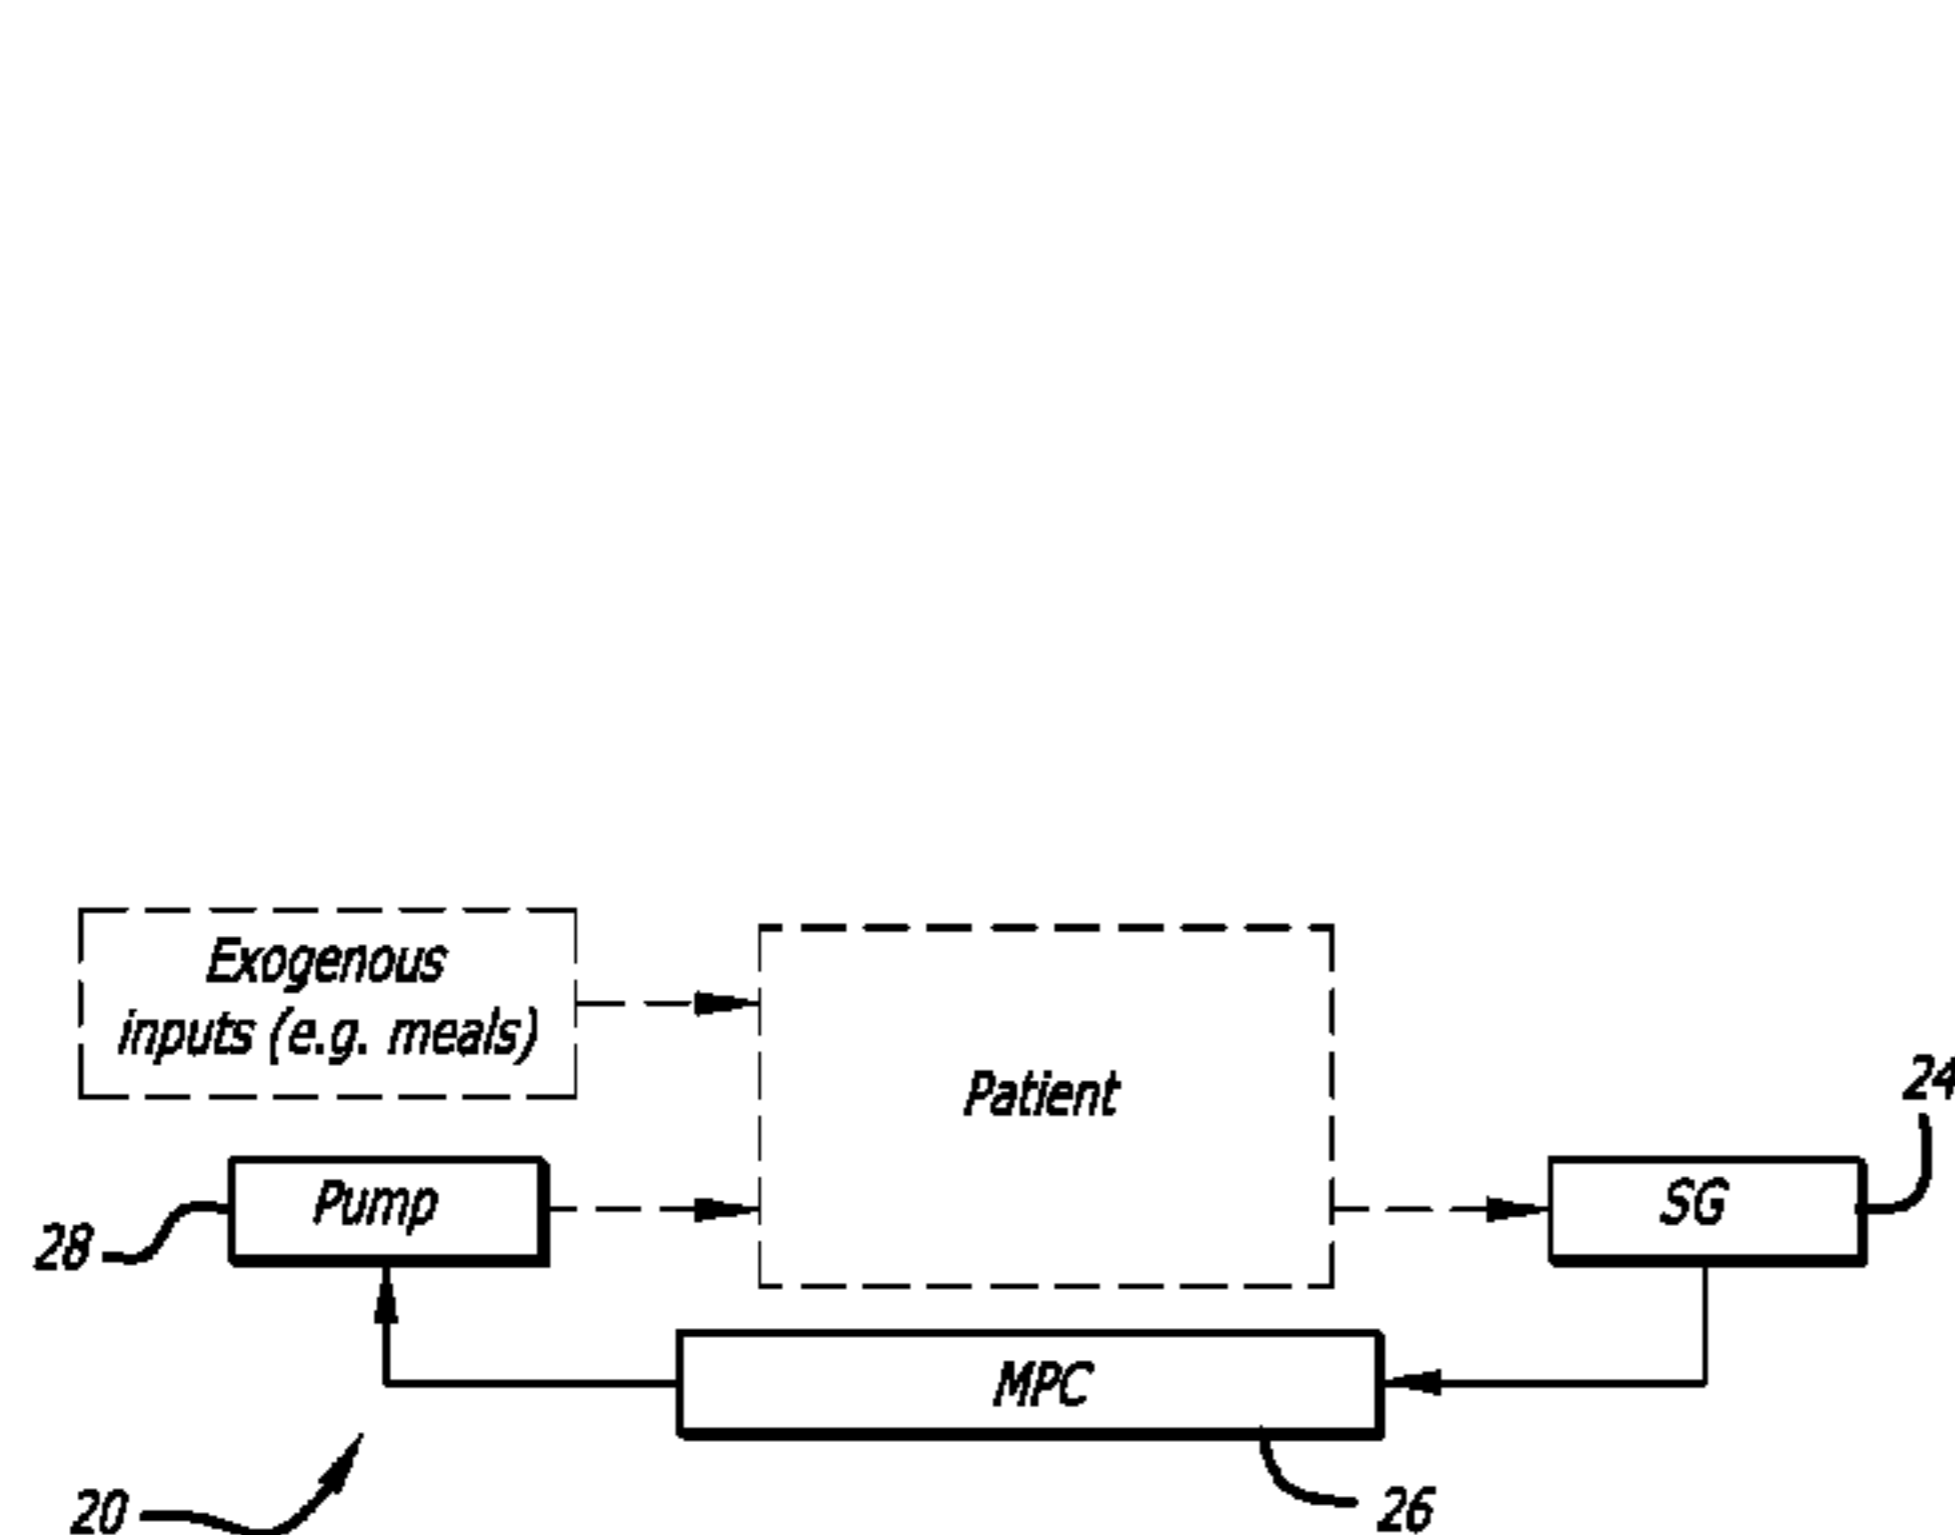 Exogenous
inputs (e.g. meals)
Patient
24
Pump
SG
28
MPC
20
26